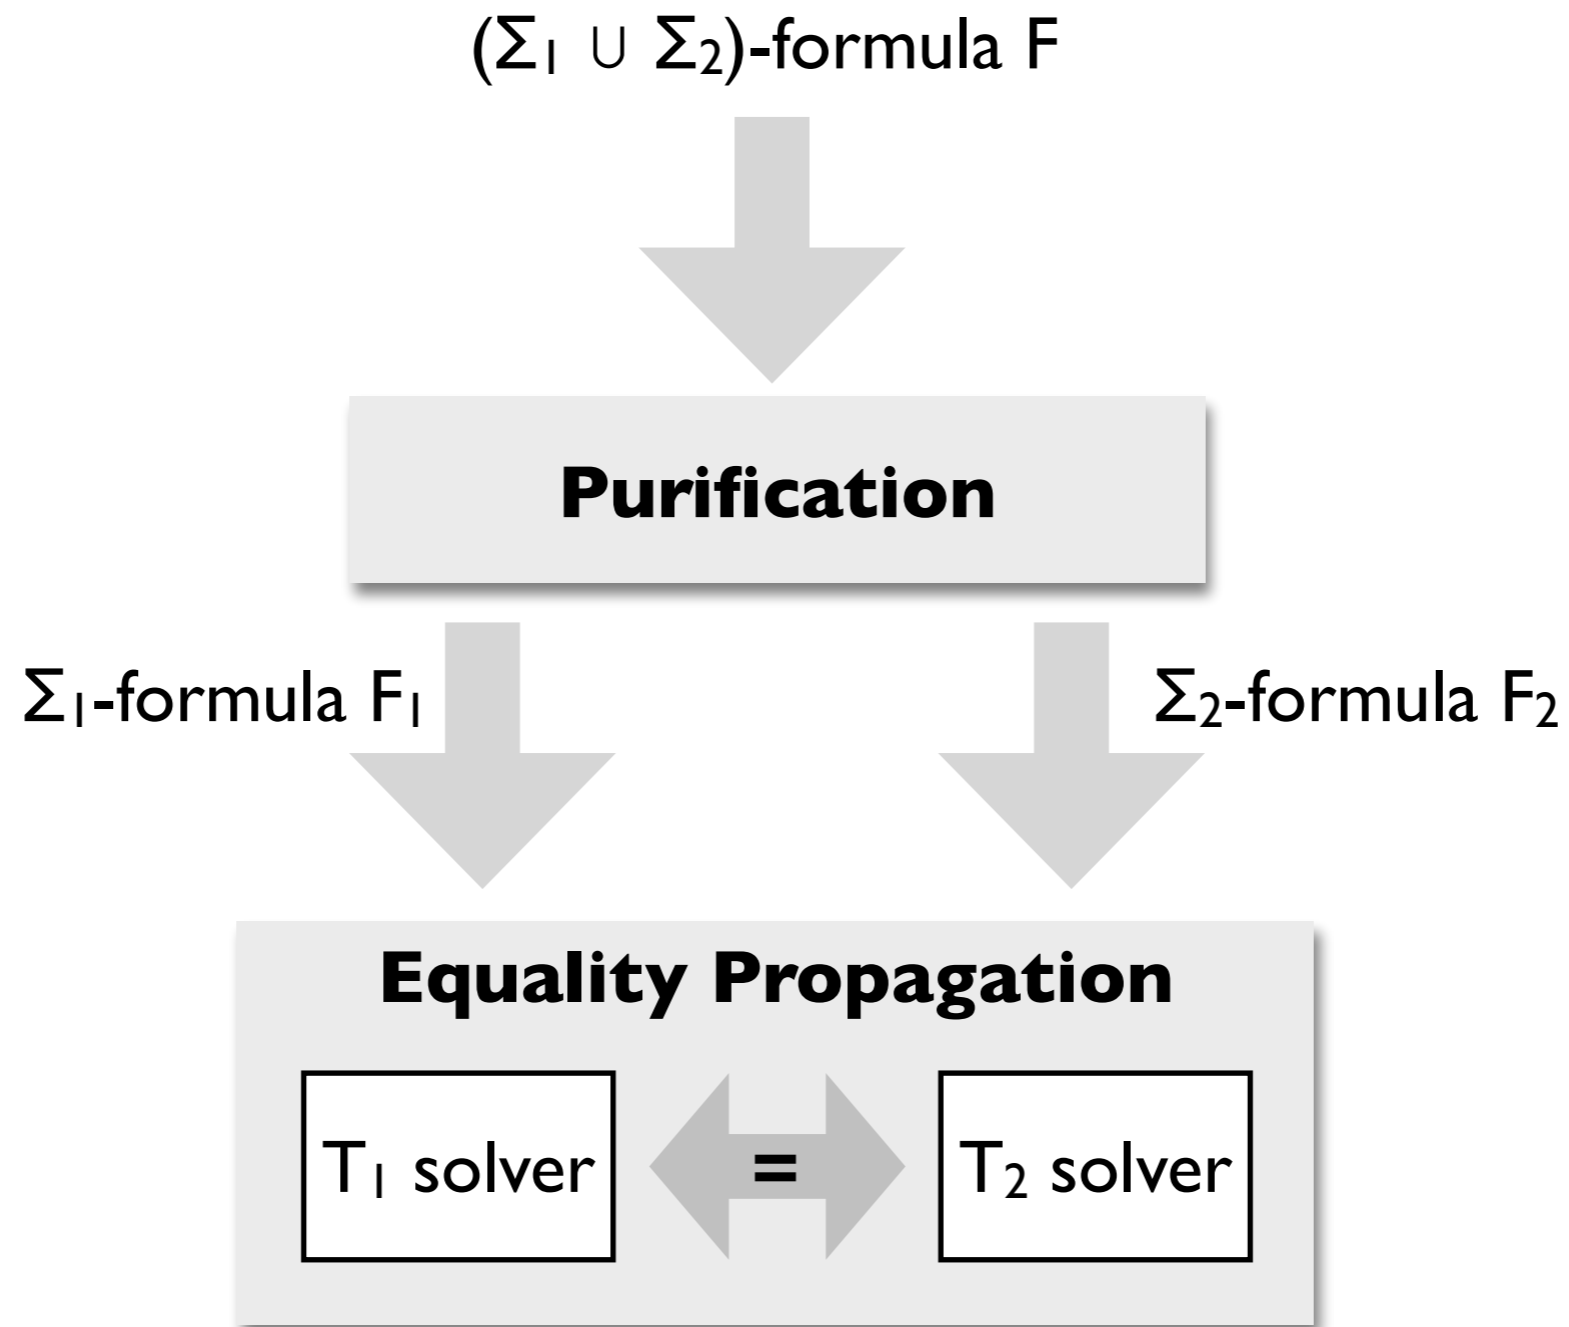 (Σ₁ ∪ Σ₂)-formula F
Purification
Σ₁-formula F₁
Σ₂-formula F₂
Equality Propagation
T₁ solver
=
T₂ solver